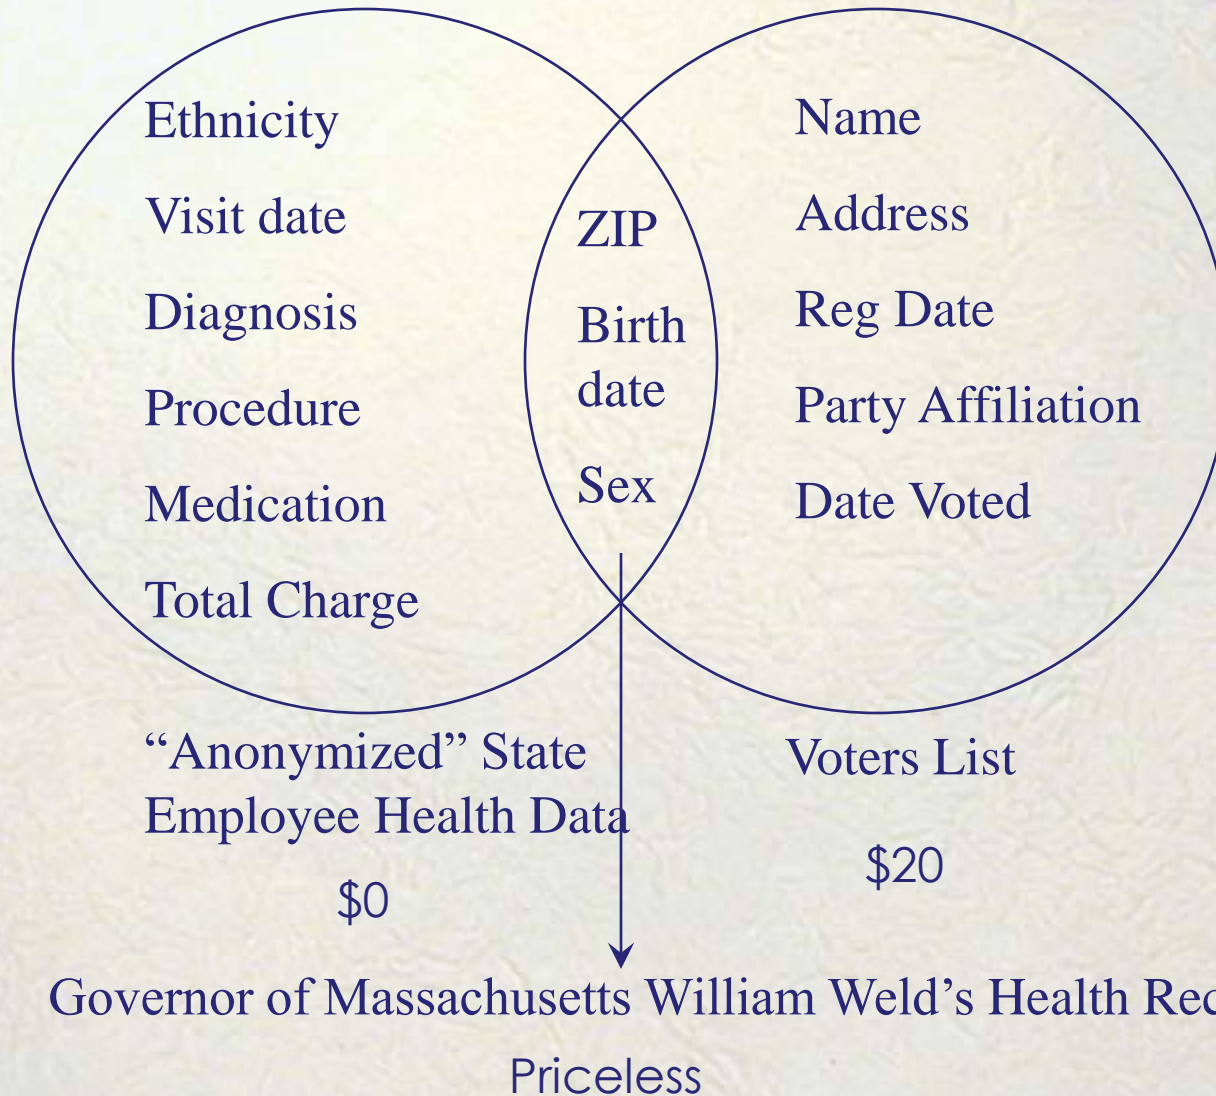 Ethnicity
Visit date
Diagnosis
Procedure
Medication
Total Charge
ZIP
Birth
date
Sex
Name
Address
Reg Date
Party Affiliation
Date Voted
“Anonymized” State
Employee Health Data
$0
Voters List
$20
Governor of Massachusetts William Weld’s Health
Priceless